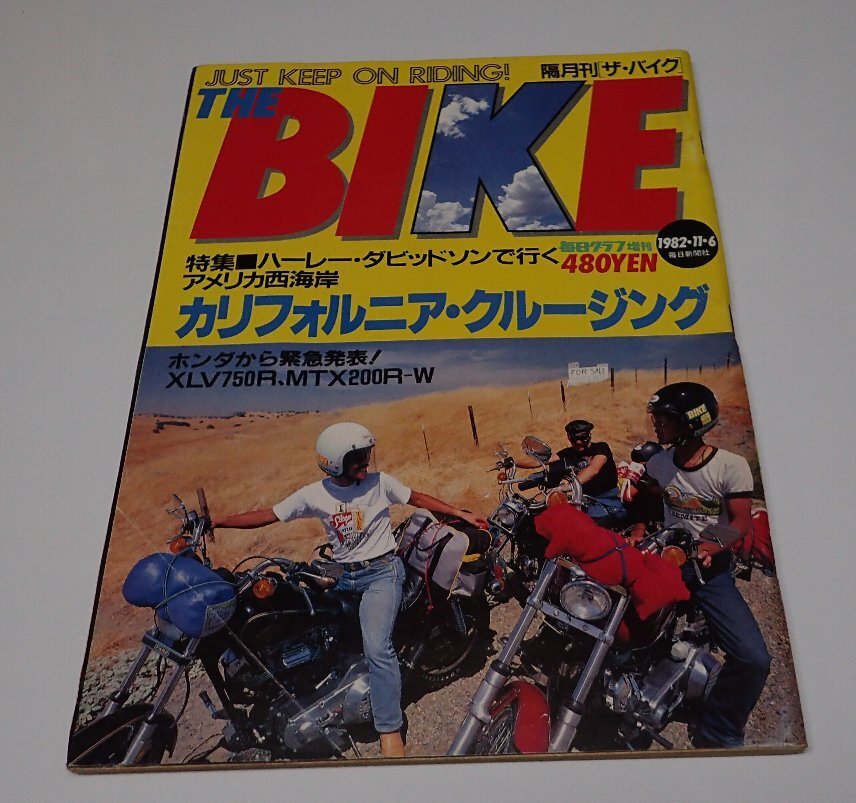 JUST KEEP ON RIDING!
隔月刊[ザ・バイク]
THE
BIKE
毎日グラフ増刊
480YEN
1982・11・6
毎日新聞社
特集■ハーレー・ダビッドソンで行く
アメリカ西海岸
カリフォルニア・クルージング
ホンダから緊急発表!
XLV750R、MTX200R-W
FOR SALE
BIKE